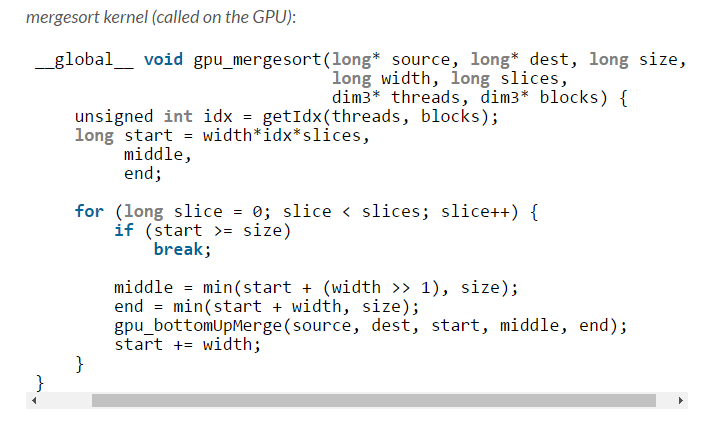 mergesort kernel (called on the GPU):
__global__ void gpu_mergesort(long* source, long* dest, long size,
long width, long slices,
dim3* threads, dim3* blocks) {
unsigned int idx = getIdx(threads, blocks);
long start = width*idx*slices,
middle,
end;
for (long slice = 0; slice < slices; slice++) {
if (start >= size)
break;
middle = min(start + (width >> 1), size);
end = min(start + width, size);
gpu_bottomUpMerge(source, dest, start, middle, end);
start += width;
}
}